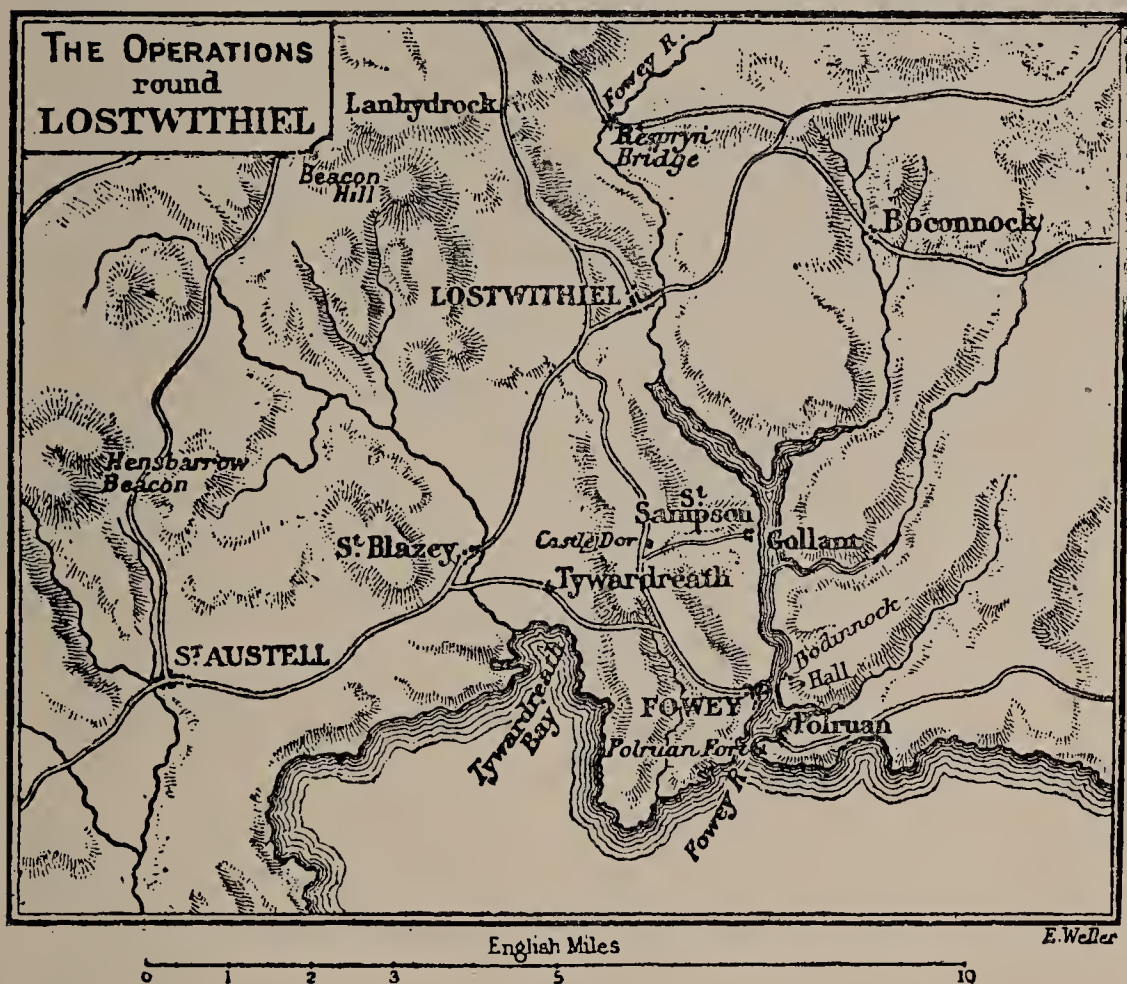 THE OPERATIONS
round
LOSTWITHIEL
Lanhydrock
Fowey R.
Respryn
Bridge
Beacon
Hill
Boconnock
LOSTWITHIEL
Hensbarrow
Beacon
St. Sampson
Castle Dor
Gollant
St. Blazey
Tywardreath
Bodinnock
Hall
ST. AUSTELL
Tywardreath
Bay
FOWEY
Polruan
Polruan Fort
Fowey R.
E. Weller
English Miles
0 1 2 3 5 10